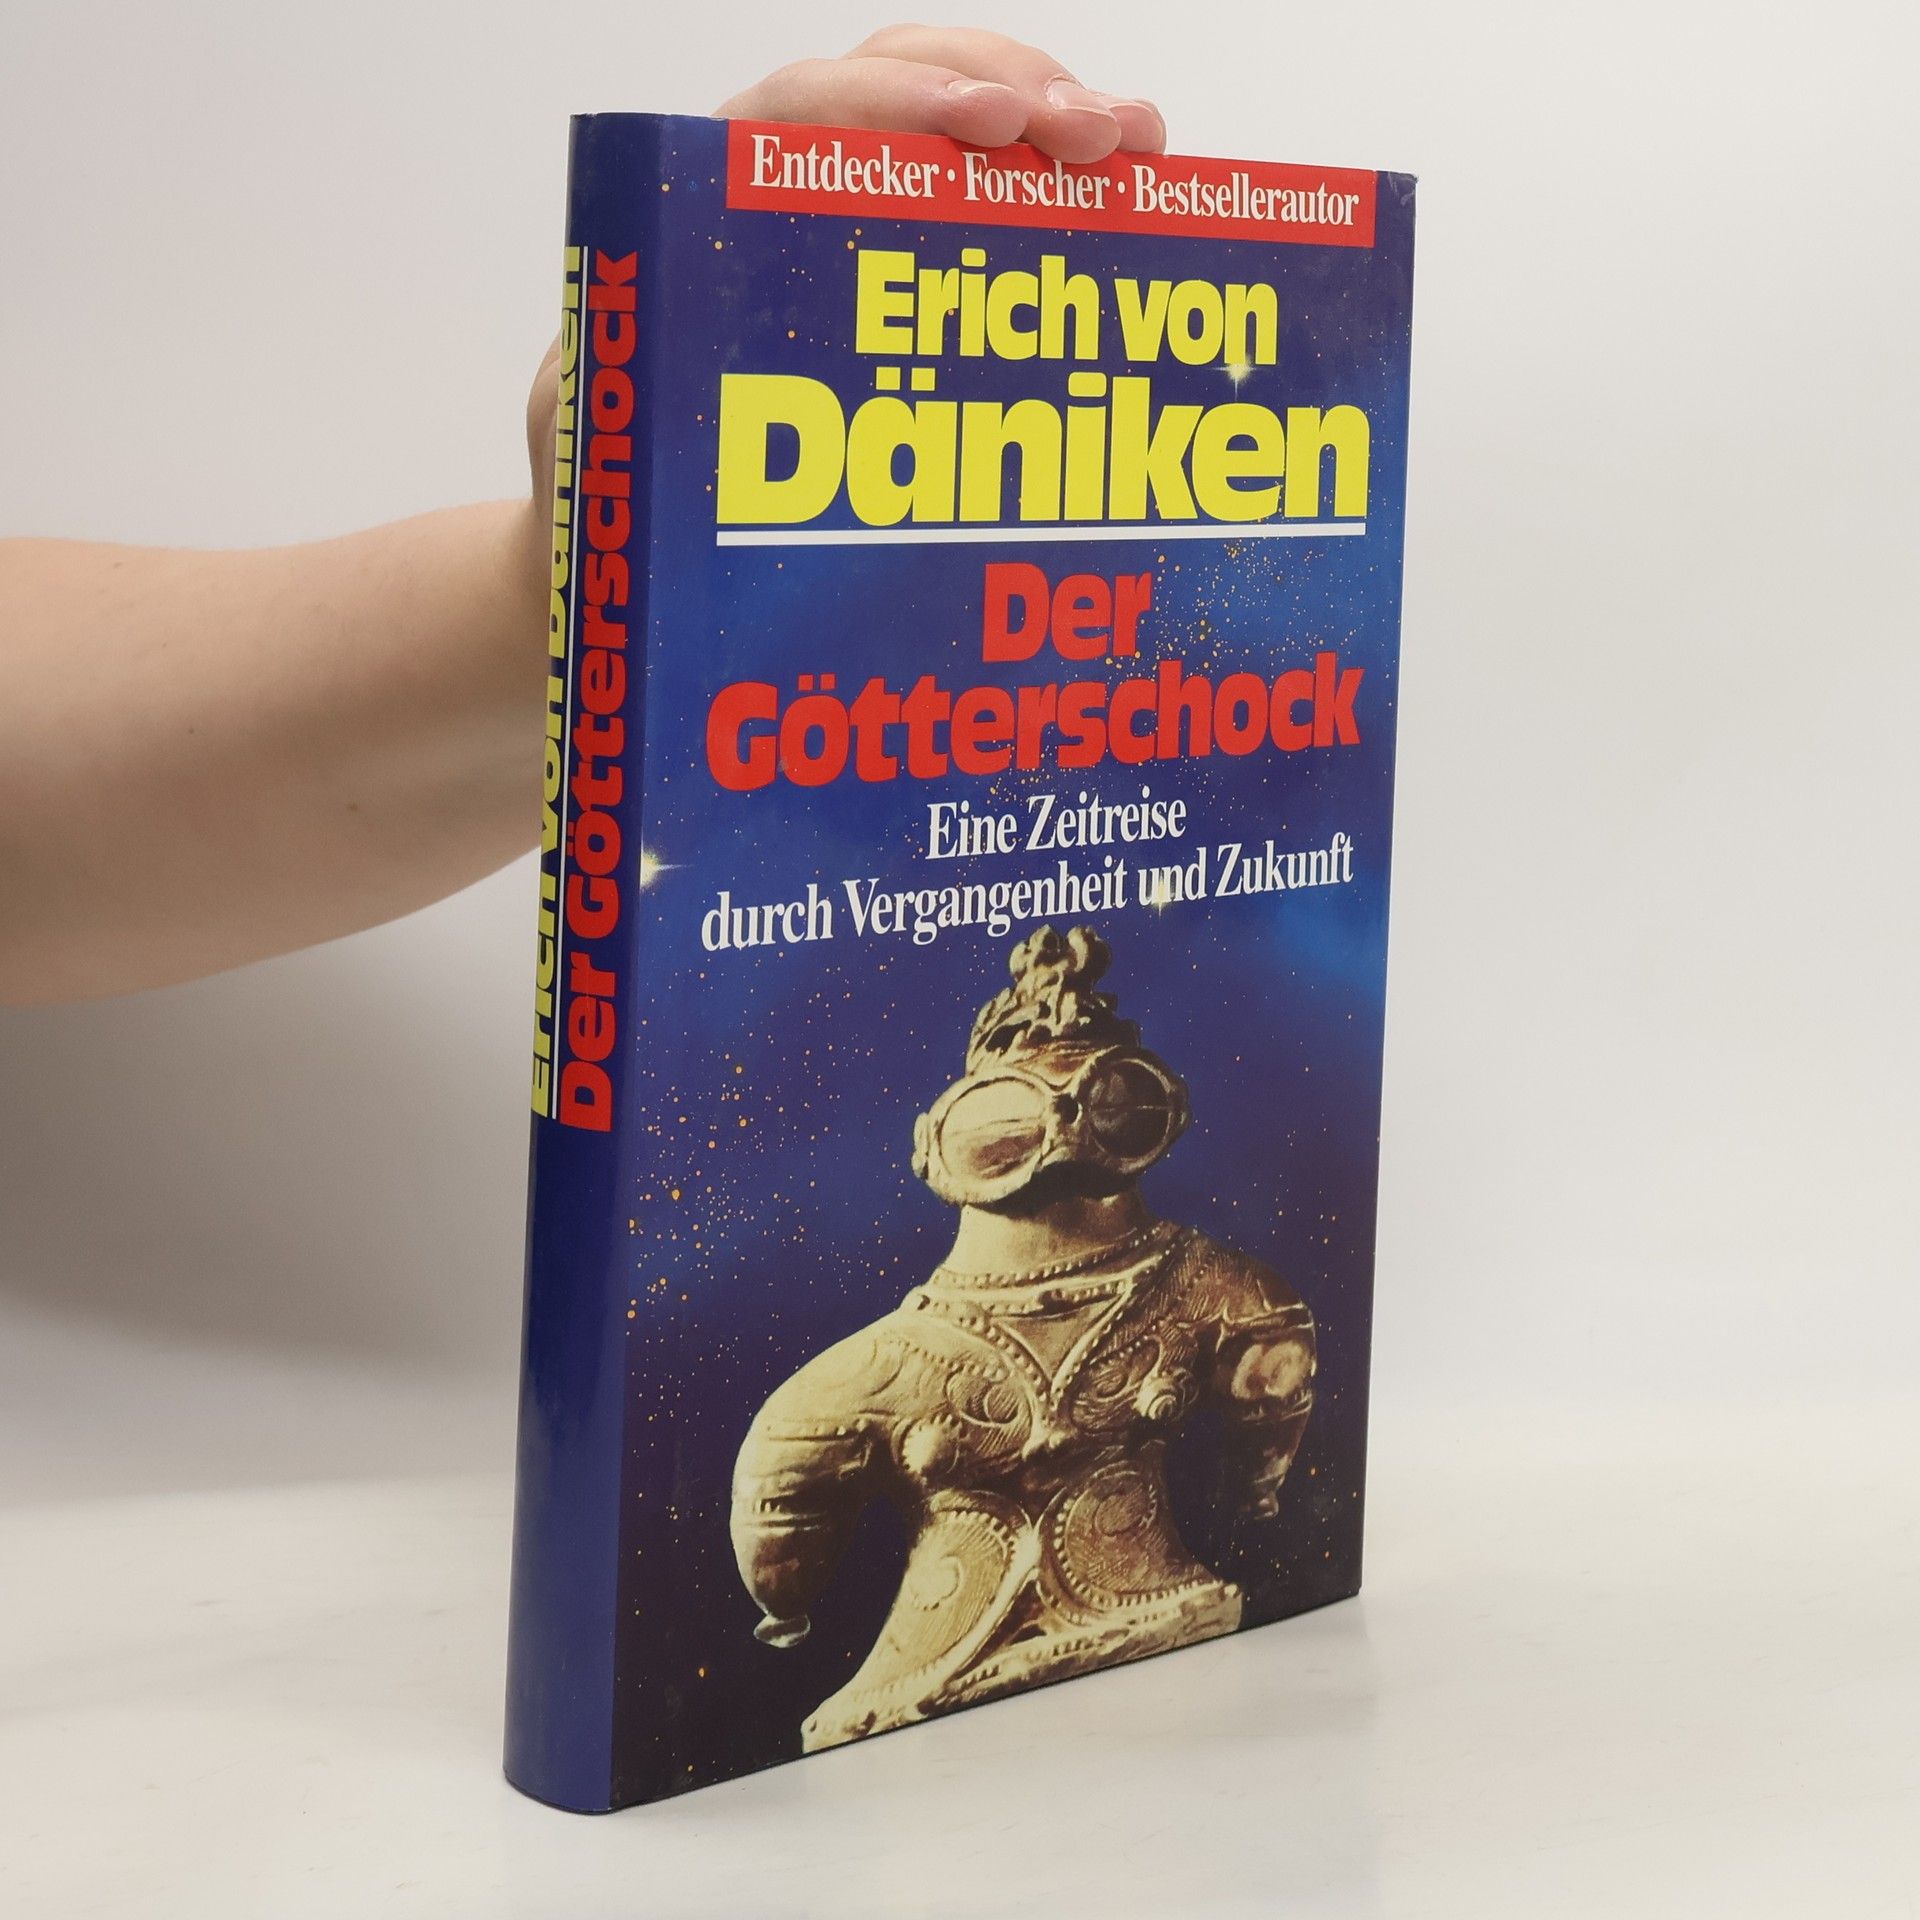 Entdecker · Forscher · Bestsellerautor
Erich von
Däniken
Der
Götterschock
Eine Zeitreise
durch Vergangenheit und Zukunft
Erich von Däniken
Der Götterschock